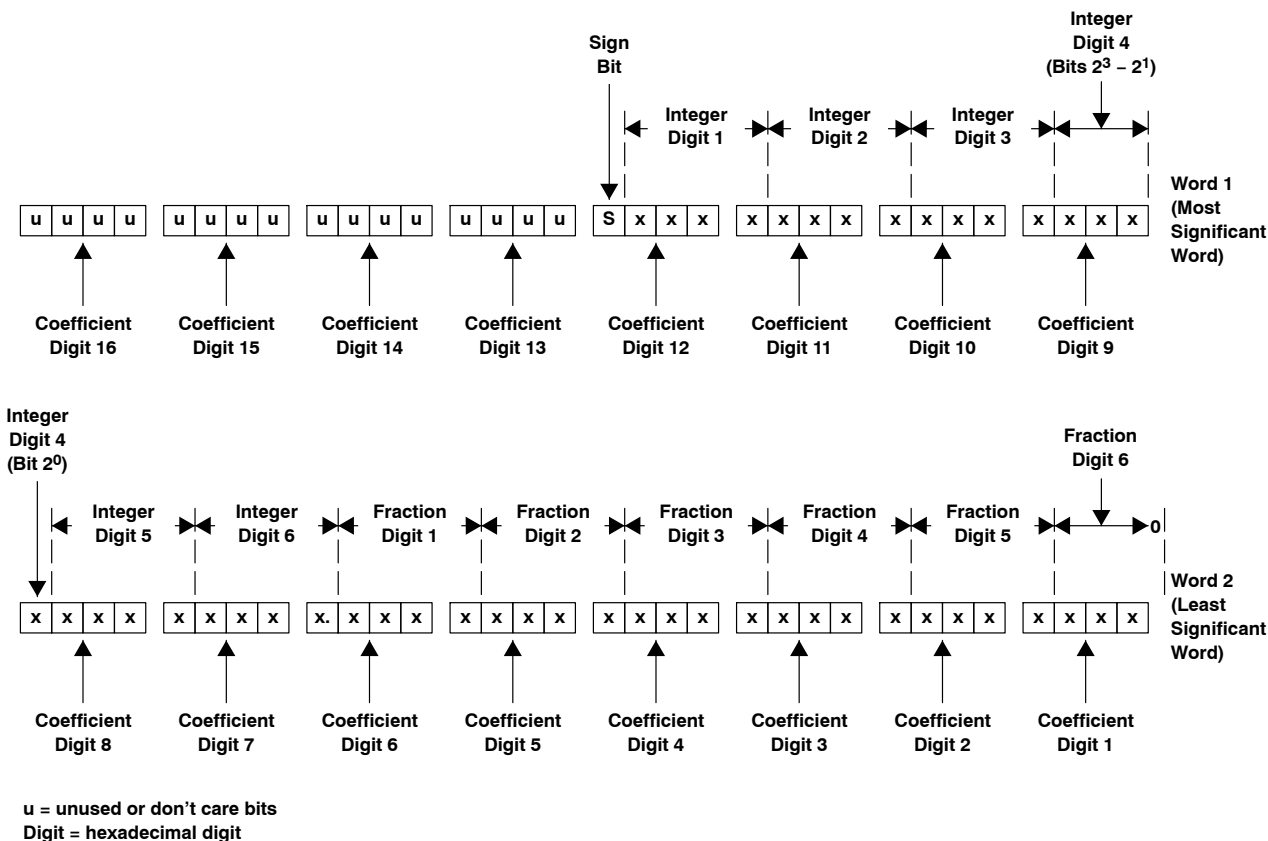 Sign
Bit
Integer
Digit 4
(Bits 2³ – 2¹)
Integer
Digit 1
Integer
Digit 2
Integer
Digit 3
u u u u u u u u u u u u u u u u S x x x x x x x x x x x x x x x
Word 1
(Most
Significant
Word)
Coefficient
Digit 16
Coefficient
Digit 15
Coefficient
Digit 14
Coefficient
Digit 13
Coefficient
Digit 12
Coefficient
Digit 11
Coefficient
Digit 10
Coefficient
Digit 9
Integer
Digit 4
(Bit 2⁰)
Integer
Digit 5
Integer
Digit 6
Fraction
Digit 1
Fraction
Digit 2
Fraction
Digit 3
Fraction
Digit 4
Fraction
Digit 5
Fraction
Digit 6
0
x x x x x x x x x. x x x x x x x x x x x x x x x x x x x x x x x
Word 2
(Least
Significant
Word)
Coefficient
Digit 8
Coefficient
Digit 7
Coefficient
Digit 6
Coefficient
Digit 5
Coefficient
Digit 4
Coefficient
Digit 3
Coefficient
Digit 2
Coefficient
Digit 1
u = unused or don't care bits
Digit = hexadecimal digit